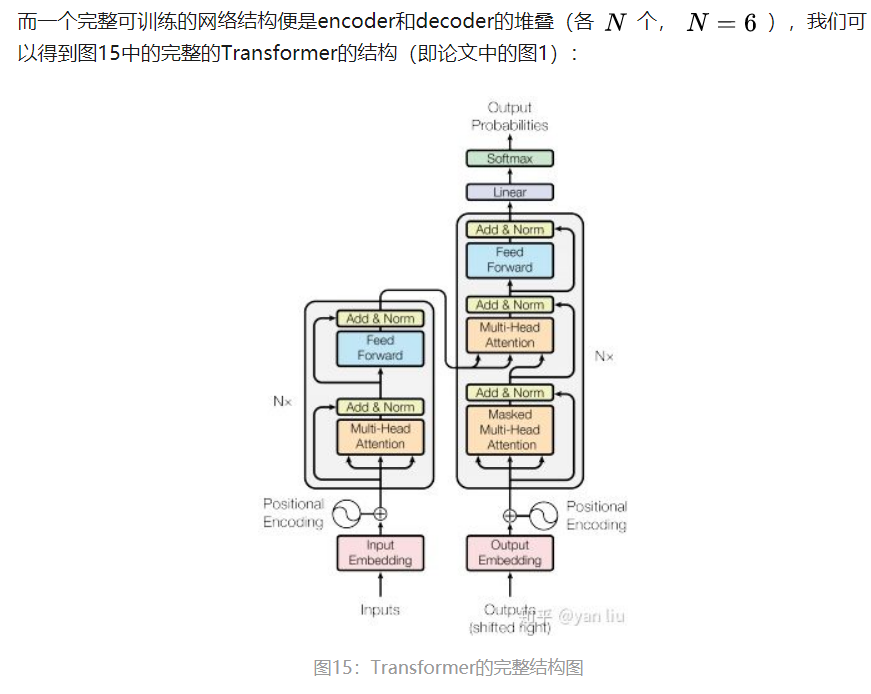 而一个完整可训练的网络结构便是encoder和decoder的堆叠（各 N 个， N = 6 ），我们可
以得到图15中的完整的Transformer的结构（即论文中的图1）：
Output
Probabilities
Softmax
Linear
Add & Norm
Feed
Forward
Add & Norm
Multi-Head
Attention
Nx
Add & Norm
Masked
Multi-Head
Attention
Add & Norm
Feed
Forward
Nx
Add & Norm
Multi-Head
Attention
Positional
Encoding
Positional
Encoding
Input
Embedding
Output
Embedding
Inputs
Outputs
(shifted right)
知乎 @yan liu
图15：Transformer的完整结构图